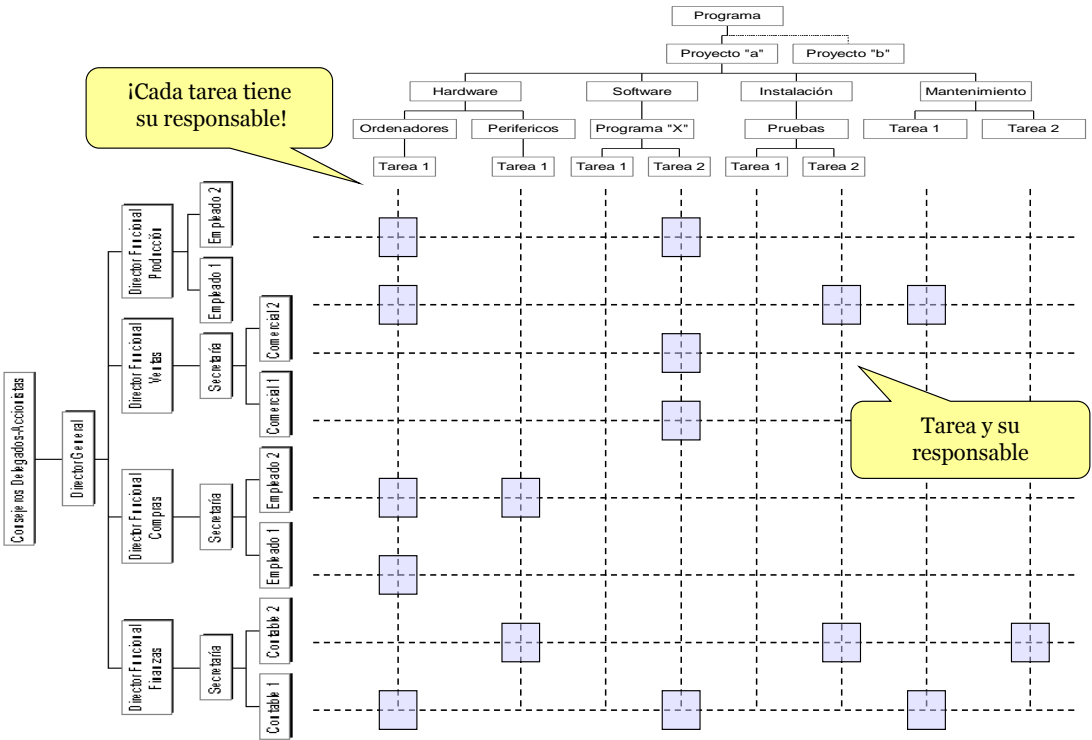 Programa
Proyecto "a"
Proyecto "b"
¡Cada tarea tiene
su responsable!
Hardware
Software
Instalación
Mantenimiento
Ordenadores
Perifericos
Programa "X"
Pruebas
Tarea 1
Tarea 2
Tarea 1
Tarea 1
Tarea 1
Tarea 2
Tarea 1
Tarea 2
Consejeros Delegados-Accionistas
Director General
Director Funcional
Producción
Empleado 2
Empleado 1
Director Funcional
Ventas
Secretaría
Comercial 2
Comercial 1
Director Funcional
Compras
Secretaría
Empleado 2
Empleado 1
Director Funcional
Finanzas
Secretaría
Contable 2
Contable 1
Tarea y su
responsable